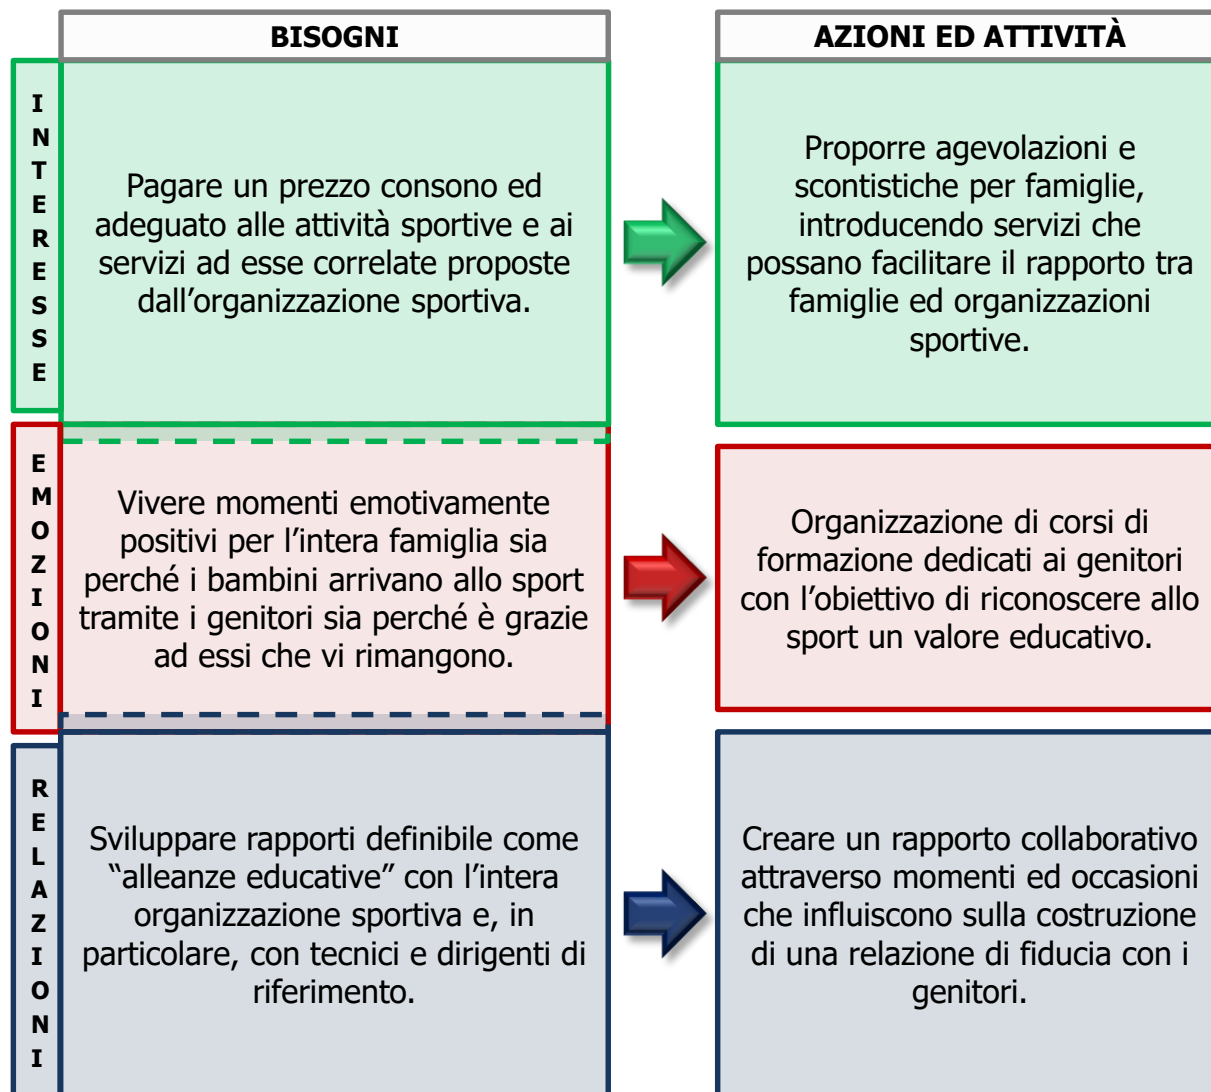 BISOGNI
AZIONI ED ATTIVITÀ
INTERESSE
Pagare un prezzo consono ed
adeguato alle attività sportive e ai
servizi ad esse correlate proposte
dall’organizzazione sportiva.
Proporre agevolazioni e
scontistiche per famiglie,
introducendo servizi che
possano facilitare il rapporto tra
famiglie ed organizzazioni
sportive.
EMOZIONI
Vivere momenti emotivamente
positivi per l’intera famiglia sia
perché i bambini arrivano allo sport
tramite i genitori sia perché è grazie
ad essi che vi rimangono.
Organizzazione di corsi di
formazione dedicati ai genitori
con l’obiettivo di riconoscere allo
sport un valore educativo.
RELAZIONI
Sviluppare rapporti definibile come
“alleanze educative” con l’intera
organizzazione sportiva e, in
particolare, con tecnici e dirigenti di
riferimento.
Creare un rapporto collaborativo
attraverso momenti ed occasioni
che influiscono sulla costruzione
di una relazione di fiducia con i
genitori.